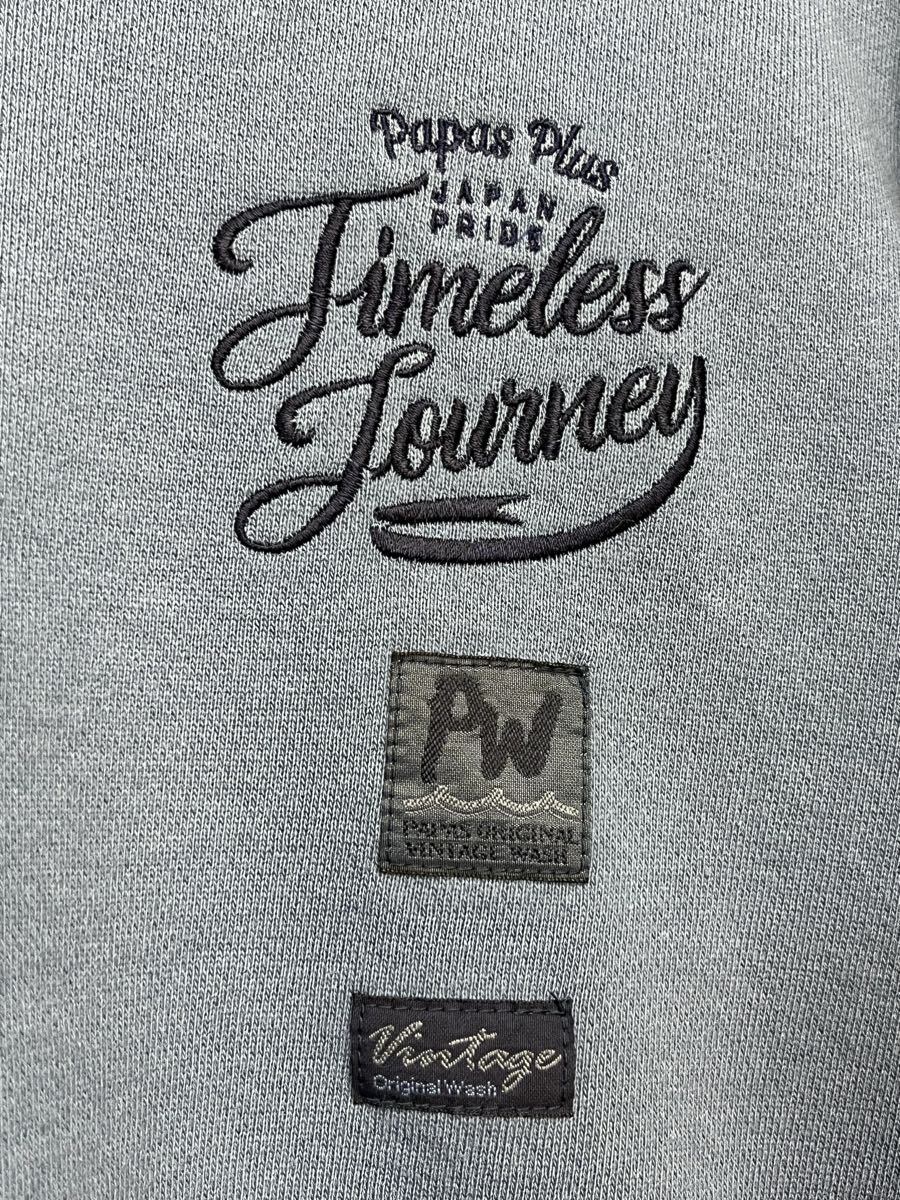 Papas Plus
JAPAN
PRIDE
Timeless
Journey
PW
PAPAS ORIGINAL
VINTAGE WASH
Vintage
Original Wash